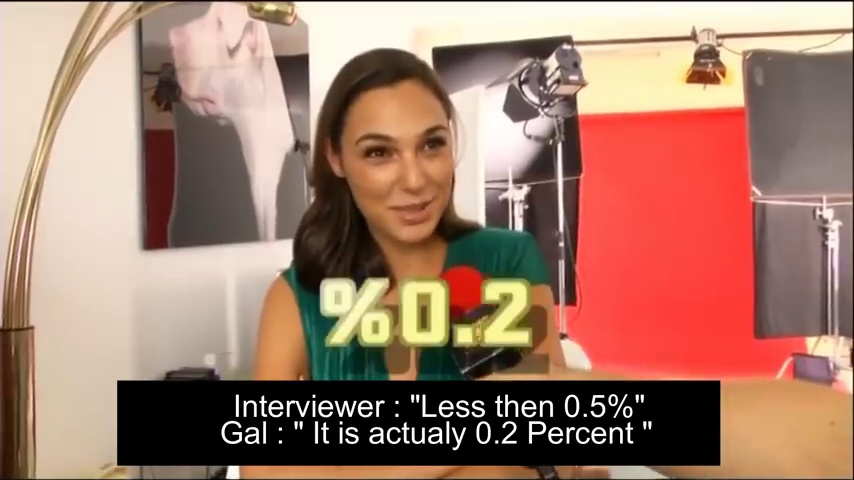 %0.2
Interviewer : "Less then 0.5%"
Gal : " It is actualy 0.2 Percent "